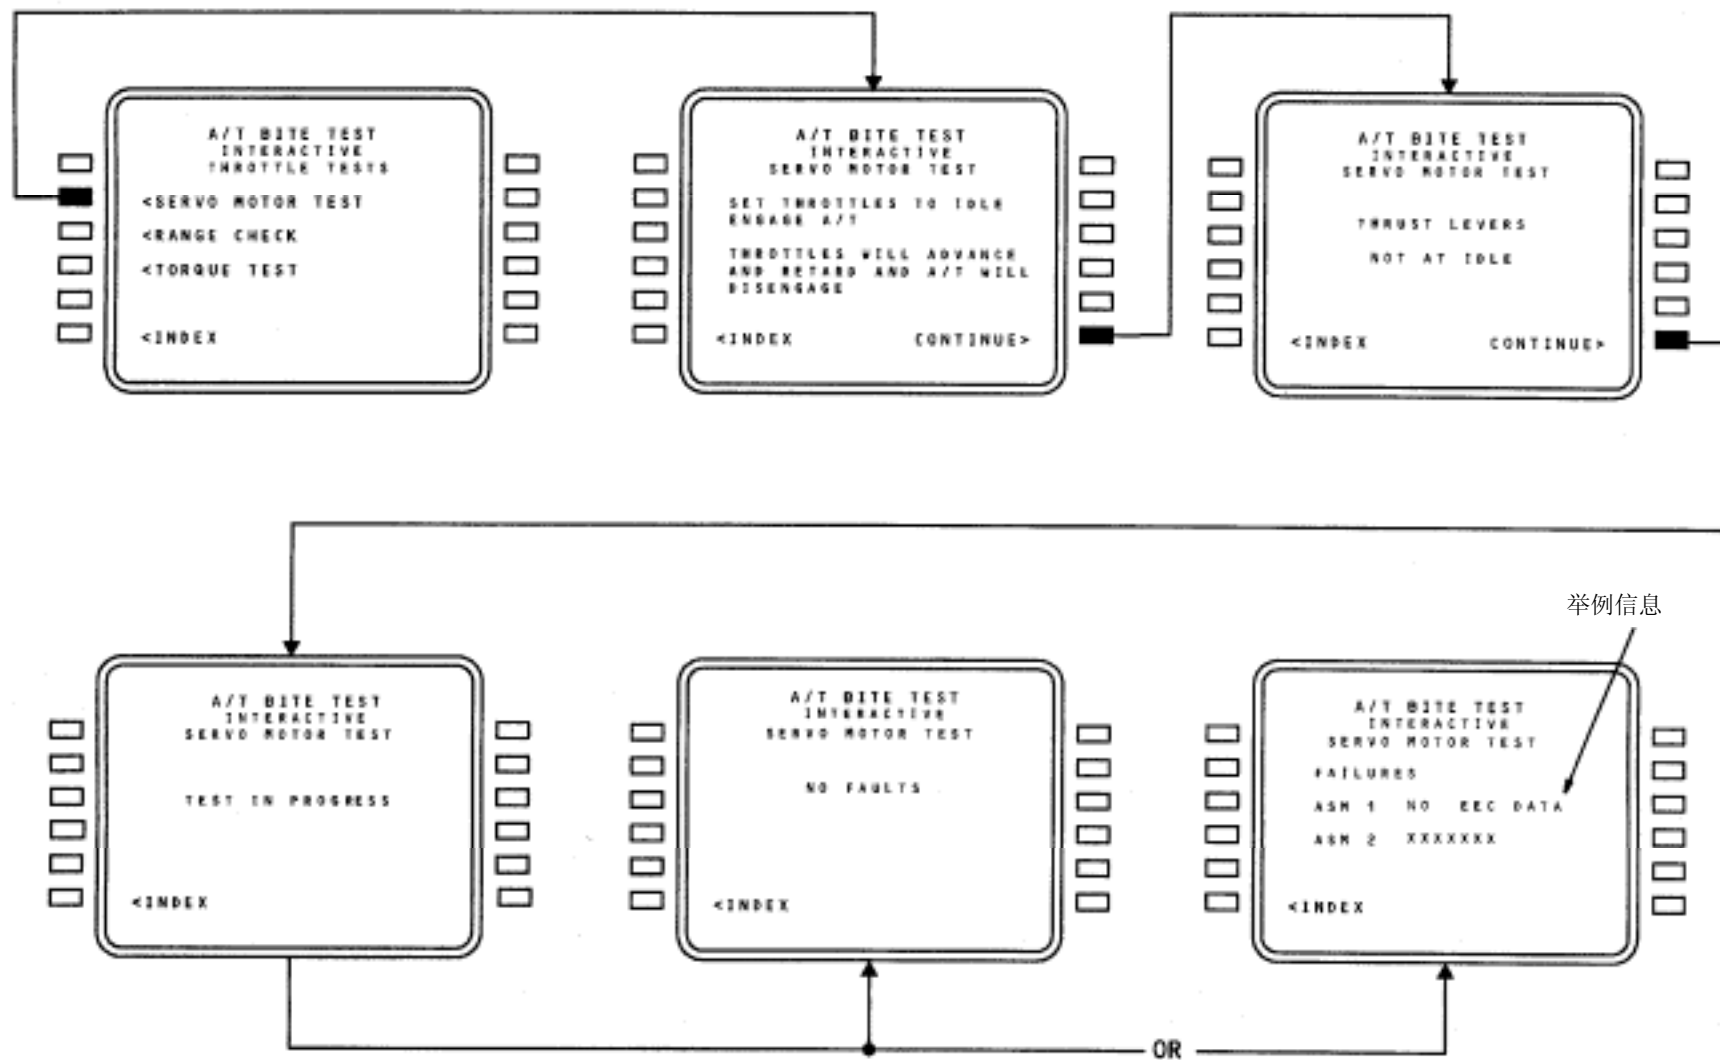 A/T BITE TEST
INTERACTIVE
THROTTLE TESTS
<SERVO MOTOR TEST
<RANGE CHECK
<TORQUE TEST
<INDEX
A/T BITE TEST
INTERACTIVE
SERVO MOTOR TEST
SET THROTTLES TO IDLE
ENGAGE A/T
THROTTLES WILL ADVANCE
AND RETARD AND A/T WILL
DISENGAGE
<INDEX CONTINUE>
A/T BITE TEST
INTERACTIVE
SERVO MOTOR TEST
THRUST LEVERS
NOT AT IDLE
<INDEX CONTINUE>
A/T BITE TEST
INTERACTIVE
SERVO MOTOR TEST
TEST IN PROGRESS
<INDEX
A/T BITE TEST
INTERACTIVE
SERVO MOTOR TEST
NO FAULTS
<INDEX
举例信息
A/T BITE TEST
INTERACTIVE
SERVO MOTOR TEST
FAILURES
ASM 1 NO EEC DATA
ASM 2 XXXXXXX
<INDEX
OR